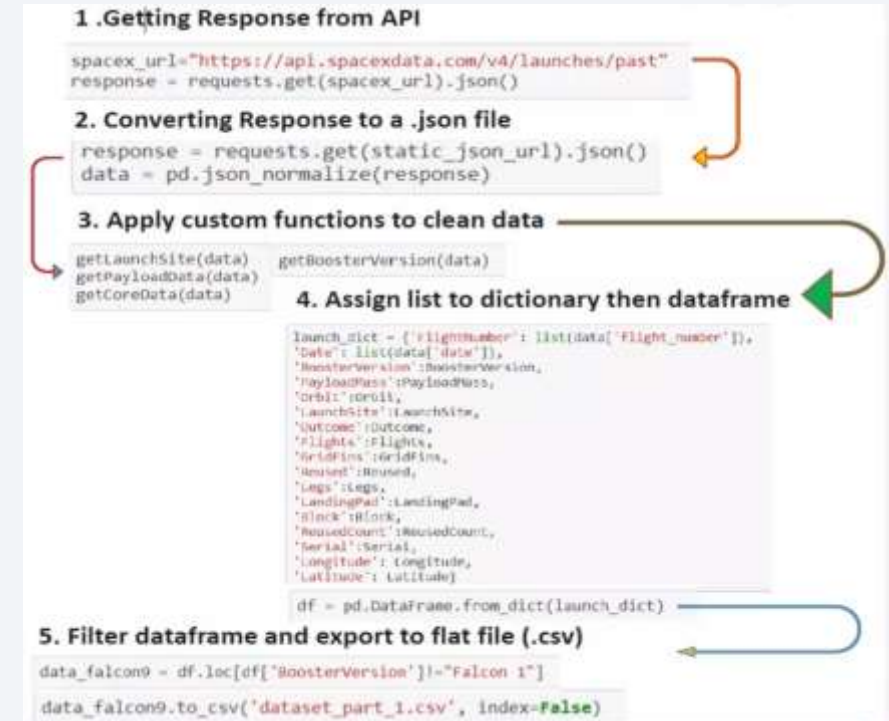 1 .Getting Response from API
spacex_url="https://api.spacexdata.com/v4/launches/past"
response = requests.get(spacex_url).json()
2. Converting Response to a .json file
response = requests.get(static_json_url).json()
data = pd.json_normalize(response)
3. Apply custom functions to clean data
getLaunchSite(data) getBoosterVersion(data)
getPayloadData(data)
getCoreData(data)
4. Assign list to dictionary then dataframe
launch_dict = {'FlightNumber': list(data['flight_number']),
'Date': list(data['date']),
'BoosterVersion':BoosterVersion,
'PayloadMass':PayloadMass,
'Orbit':Orbit,
'LaunchSite':LaunchSite,
'Outcome':Outcome,
'Flights':Flights,
'GridFins':GridFins,
'Reused':Reused,
'Legs':Legs,
'LandingPad':LandingPad,
'Block':Block,
'ReusedCount':ReusedCount,
'Serial':Serial,
'Longitude': Longitude,
'Latitude': Latitude}
df = pd.DataFrame.from_dict(launch_dict)
5. Filter dataframe and export to flat file (.csv)
data_falcon9 = df.loc[df['BoosterVersion']!="Falcon 1"]
data_falcon9.to_csv('dataset_part_1.csv', index=False)